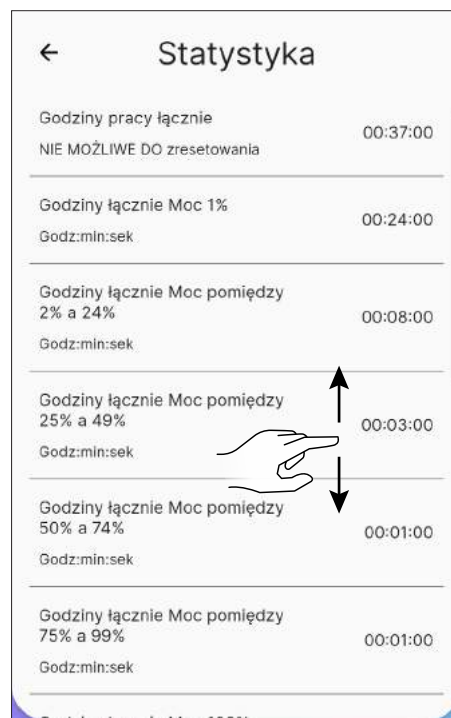 Statystyka
Godziny pracy łącznie
NIE MOŻLIWE DO zresetowania
00:37:00
Godziny łącznie Moc 1%
Godz:min:sek
00:24:00
Godziny łącznie Moc pomiędzy
2% a 24%
Godz:min:sek
00:08:00
Godziny łącznie Moc pomiędzy
25% a 49%
Godz:min:sek
00:03:00
Godziny łącznie Moc pomiędzy
50% a 74%
Godz:min:sek
00:01:00
Godziny łącznie Moc pomiędzy
75% a 99%
Godz:min:sek
00:01:00